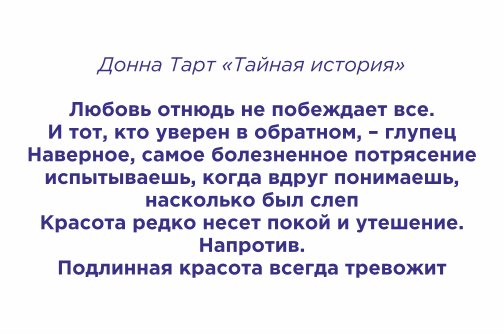 Донна Тарт «Тайная история»
Любовь отнюдь не побеждает все.
И тот, кто уверен в обратном, – глупец
Наверное, самое болезненное потрясение
испытываешь, когда вдруг понимаешь,
насколько был слеп
Красота редко несет покой и утешение.
Напротив.
Подлинная красота всегда тревожит